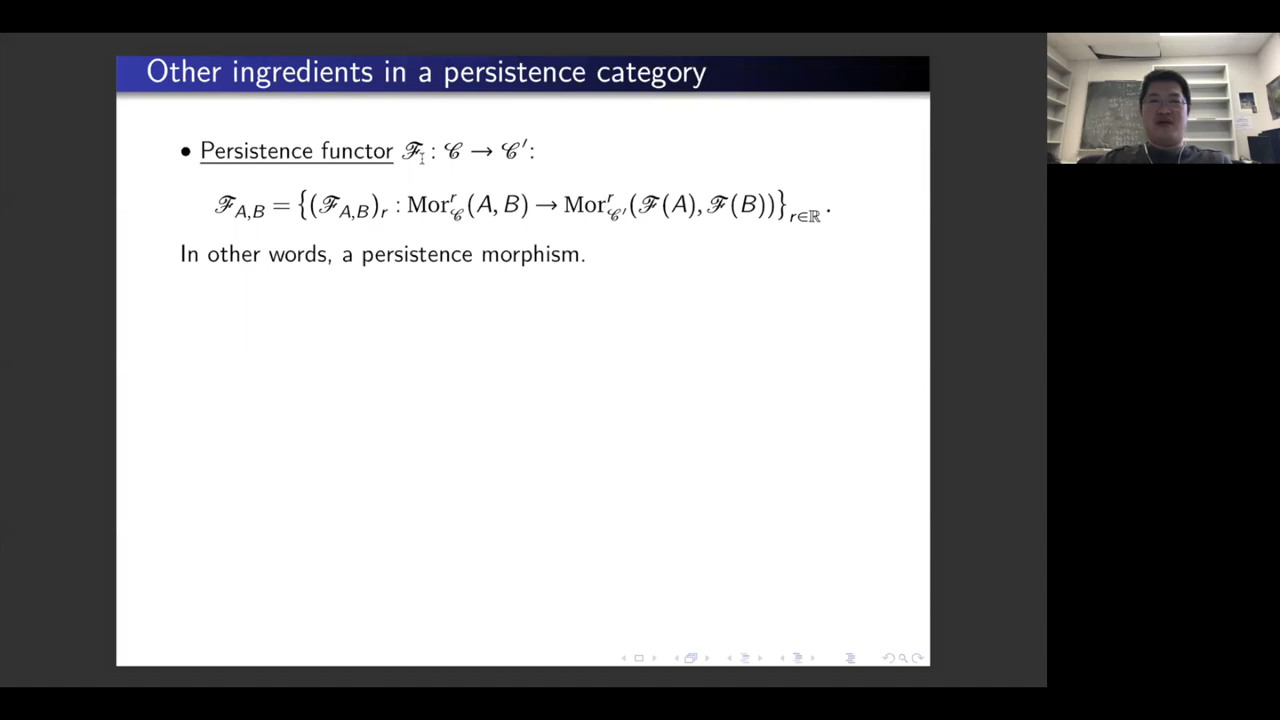 Other ingredients in a persistence category
• Persistence functor ℱ : 𝒞 → 𝒞′:
ℱ_{A,B} = {(ℱ_{A,B})_r : Mor^r_𝒞(A, B) → Mor^r_{𝒞′}(ℱ(A), ℱ(B))}_{r∈ℝ} .
In other words, a persistence morphism.